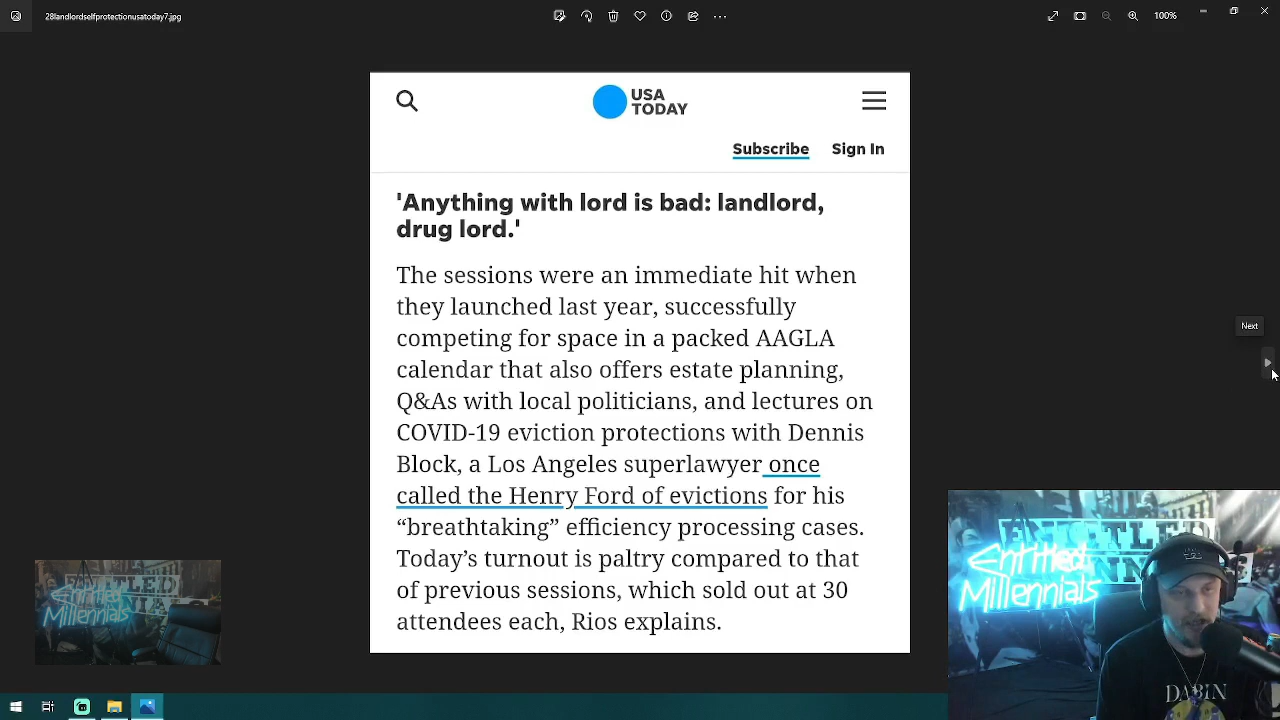 28landlordselfprotectionusatoday7.jpg
100%
USA
TODAY
Subscribe
Sign In
'Anything with lord is bad: landlord,
drug lord.'
The sessions were an immediate hit when
they launched last year, successfully
competing for space in a packed AAGLA
calendar that also offers estate planning,
Q&As with local politicians, and lectures on
COVID-19 eviction protections with Dennis
Block, a Los Angeles superlawyer once
called the Henry Ford of evictions for his
“breathtaking” efficiency processing cases.
Today’s turnout is paltry compared to that
of previous sessions, which sold out at 30
attendees each, Rios explains.
Next
Entitled
Millennials
Entitled
Millennials
DABIN